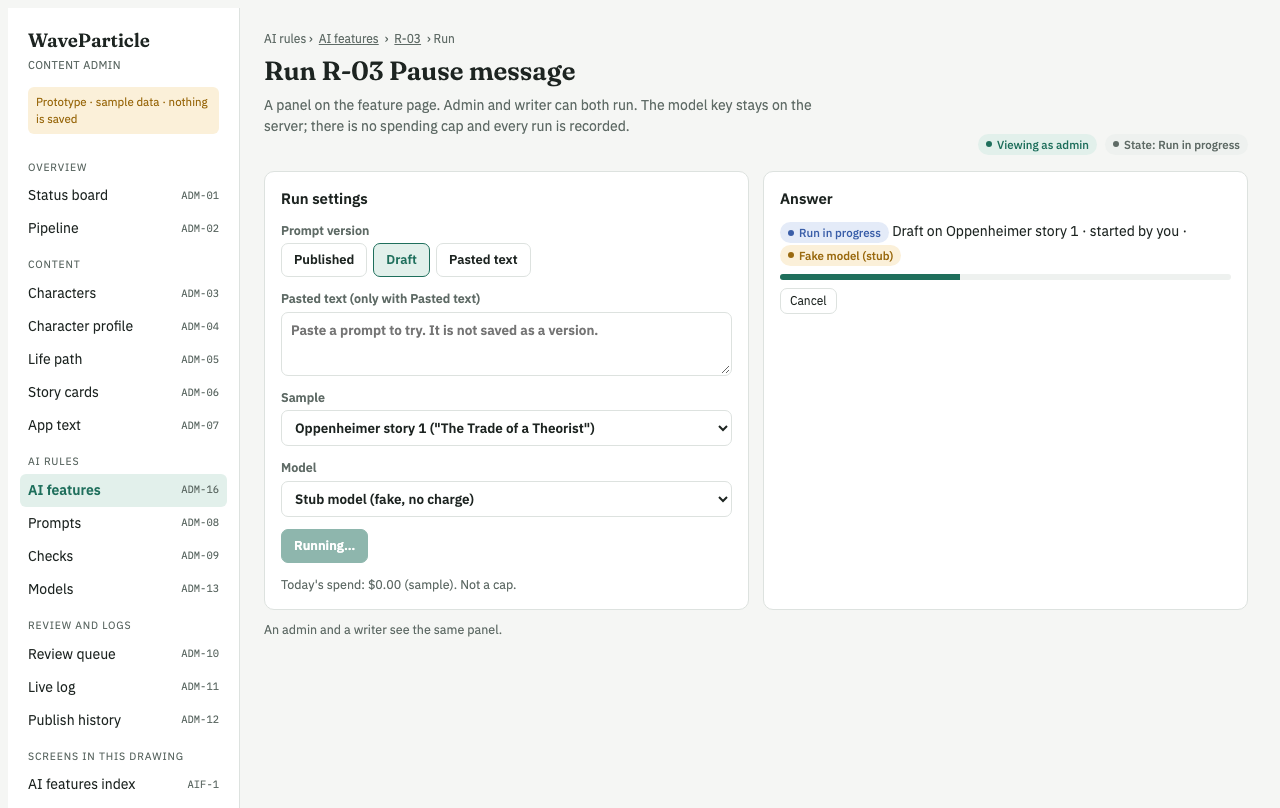 WaveParticle
CONTENT ADMIN
Prototype · sample data · nothing
is saved
OVERVIEW
Status board ADM-01
Pipeline ADM-02
CONTENT
Characters ADM-03
Character profile ADM-04
Life path ADM-05
Story cards ADM-06
App text ADM-07
AI RULES
AI features ADM-16
Prompts ADM-08
Checks ADM-09
Models ADM-13
REVIEW AND LOGS
Review queue ADM-10
Live log ADM-11
Publish history ADM-12
SCREENS IN THIS DRAWING
AI features index AIF-1
AI rules › AI features › R-03 › Run
Run R-03 Pause message
A panel on the feature page. Admin and writer can both run. The model key stays on the
server; there is no spending cap and every run is recorded.
Viewing as admin State: Run in progress
Run settings
Prompt version
Published Draft Pasted text
Pasted text (only with Pasted text)
Paste a prompt to try. It is not saved as a version.
Sample
Oppenheimer story 1 ("The Trade of a Theorist")
Model
Stub model (fake, no charge)
Running…
Today's spend: $0.00 (sample). Not a cap.
Answer
Run in progress Draft on Oppenheimer story 1 · started by you ·
Fake model (stub)
Cancel
An admin and a writer see the same panel.